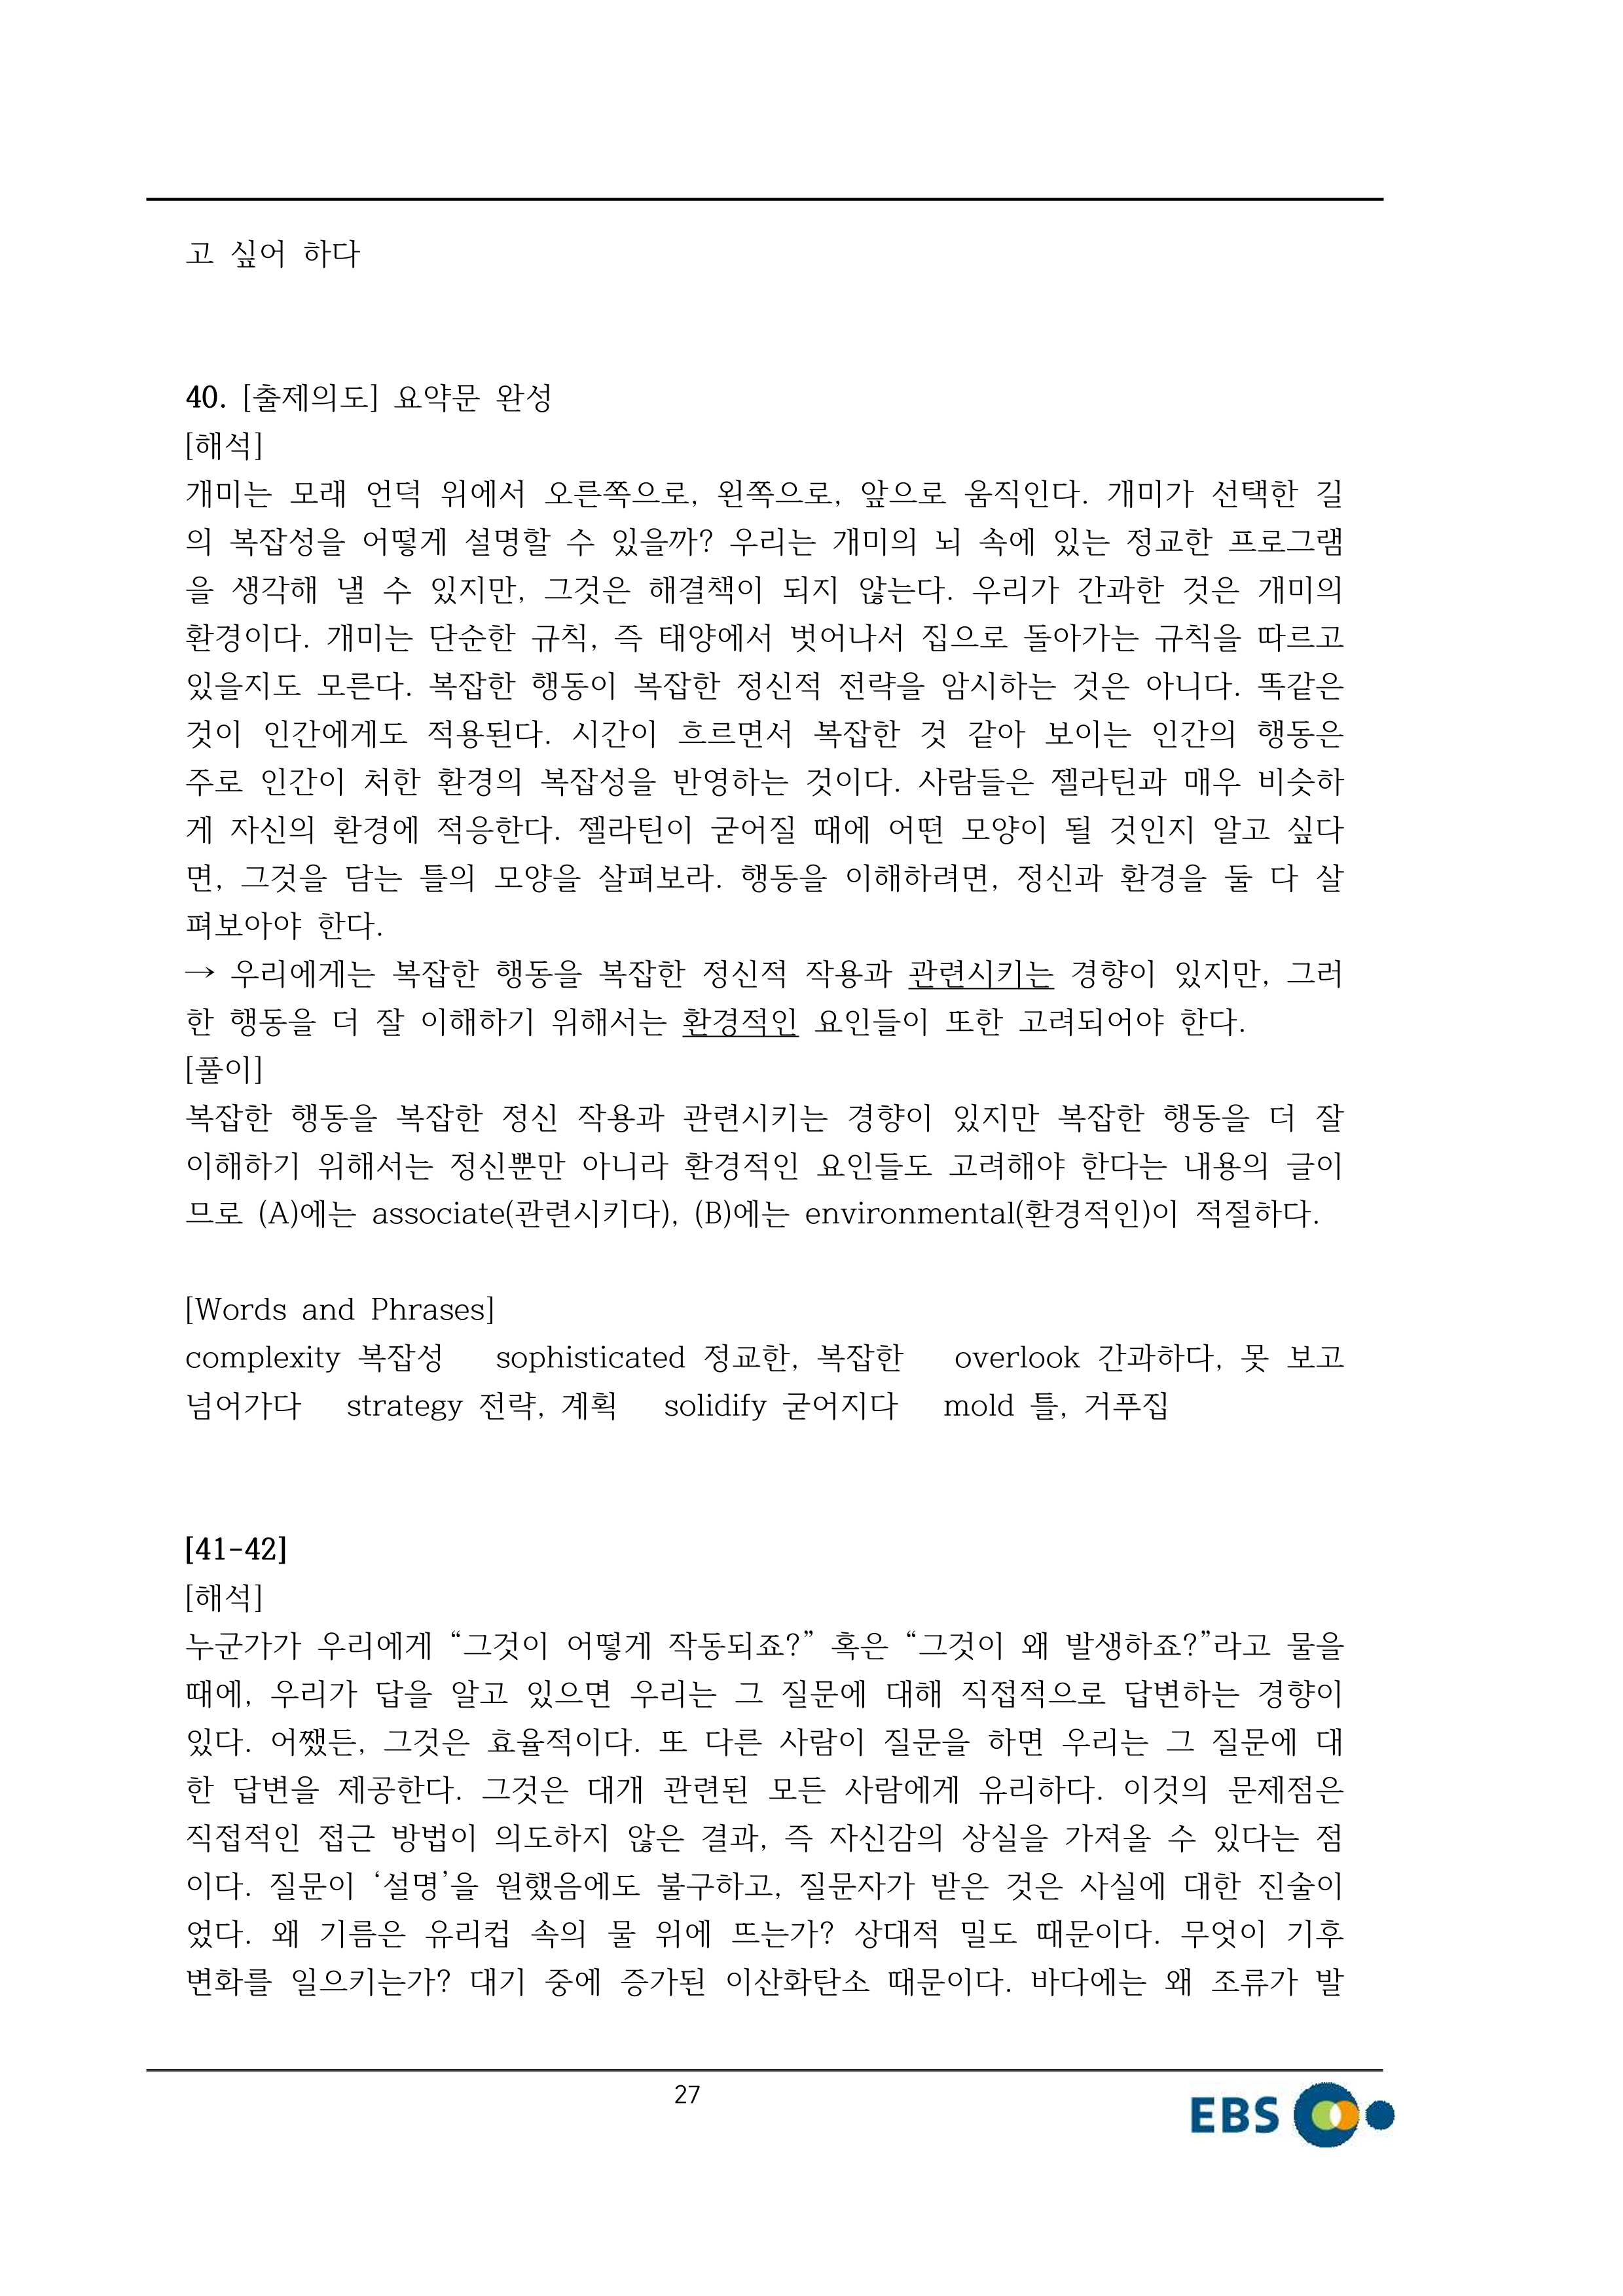 고 싶어 하다
40. [출제의도] 요약문 완성
[해석]
개미는 모래 언덕 위에서 오른쪽으로, 왼쪽으로, 앞으로 움직인다. 개미가 선택한 길
의 복잡성을 어떻게 설명할 수 있을까? 우리는 개미의 뇌 속에 있는 정교한 프로그램
을 생각해 낼 수 있지만, 그것은 해결책이 되지 않는다. 우리가 간과한 것은 개미의
환경이다. 개미는 단순한 규칙, 즉 태양에서 벗어나서 집으로 돌아가는 규칙을 따르고
있을지도 모른다. 복잡한 행동이 복잡한 정신적 전략을 암시하는 것은 아니다. 똑같은
것이 인간에게도 적용된다. 시간이 흐르면서 복잡한 것 같아 보이는 인간의 행동은
주로 인간이 처한 환경의 복잡성을 반영하는 것이다. 사람들은 젤라틴과 매우 비슷하
게 자신의 환경에 적응한다. 젤라틴이 굳어질 때에 어떤 모양이 될 것인지 알고 싶다
면, 그것을 담는 틀의 모양을 살펴보라. 행동을 이해하려면, 정신과 환경을 둘 다 살
펴보아야 한다.
→ 우리에게는 복잡한 행동을 복잡한 정신적 작용과 관련시키는 경향이 있지만, 그러
한 행동을 더 잘 이해하기 위해서는 환경적인 요인들이 또한 고려되어야 한다.
[풀이]
복잡한 행동을 복잡한 정신 작용과 관련시키는 경향이 있지만 복잡한 행동을 더 잘
이해하기 위해서는 정신뿐만 아니라 환경적인 요인들도 고려해야 한다는 내용의 글이
므로 (A)에는 associate(관련시키다), (B)에는 environmental(환경적인)이 적절하다.
[Words and Phrases]
complexity 복잡성 sophisticated 정교한, 복잡한 overlook 간과하다, 못 보고
넘어가다 strategy 전략, 계획 solidify 굳어지다 mold 틀, 거푸집
[41-42]
[해석]
누군가가 우리에게 “그것이 어떻게 작동되죠?” 혹은 “그것이 왜 발생하죠?”라고 물을
때에, 우리가 답을 알고 있으면 우리는 그 질문에 대해 직접적으로 답변하는 경향이
있다. 어쨌든, 그것은 효율적이다. 또 다른 사람이 질문을 하면 우리는 그 질문에 대
한 답변을 제공한다. 그것은 대개 관련된 모든 사람에게 유리하다. 이것의 문제점은
직접적인 접근 방법이 의도하지 않은 결과, 즉 자신감의 상실을 가져올 수 있다는 점
이다. 질문이 ‘설명’을 원했음에도 불구하고, 질문자가 받은 것은 사실에 대한 진술이
었다. 왜 기름은 유리컵 속의 물 위에 뜨는가? 상대적 밀도 때문이다. 무엇이 기후
변화를 일으키는가? 대기 중에 증가된 이산화탄소 때문이다. 바다에는 왜 조류가 발
27
EBS